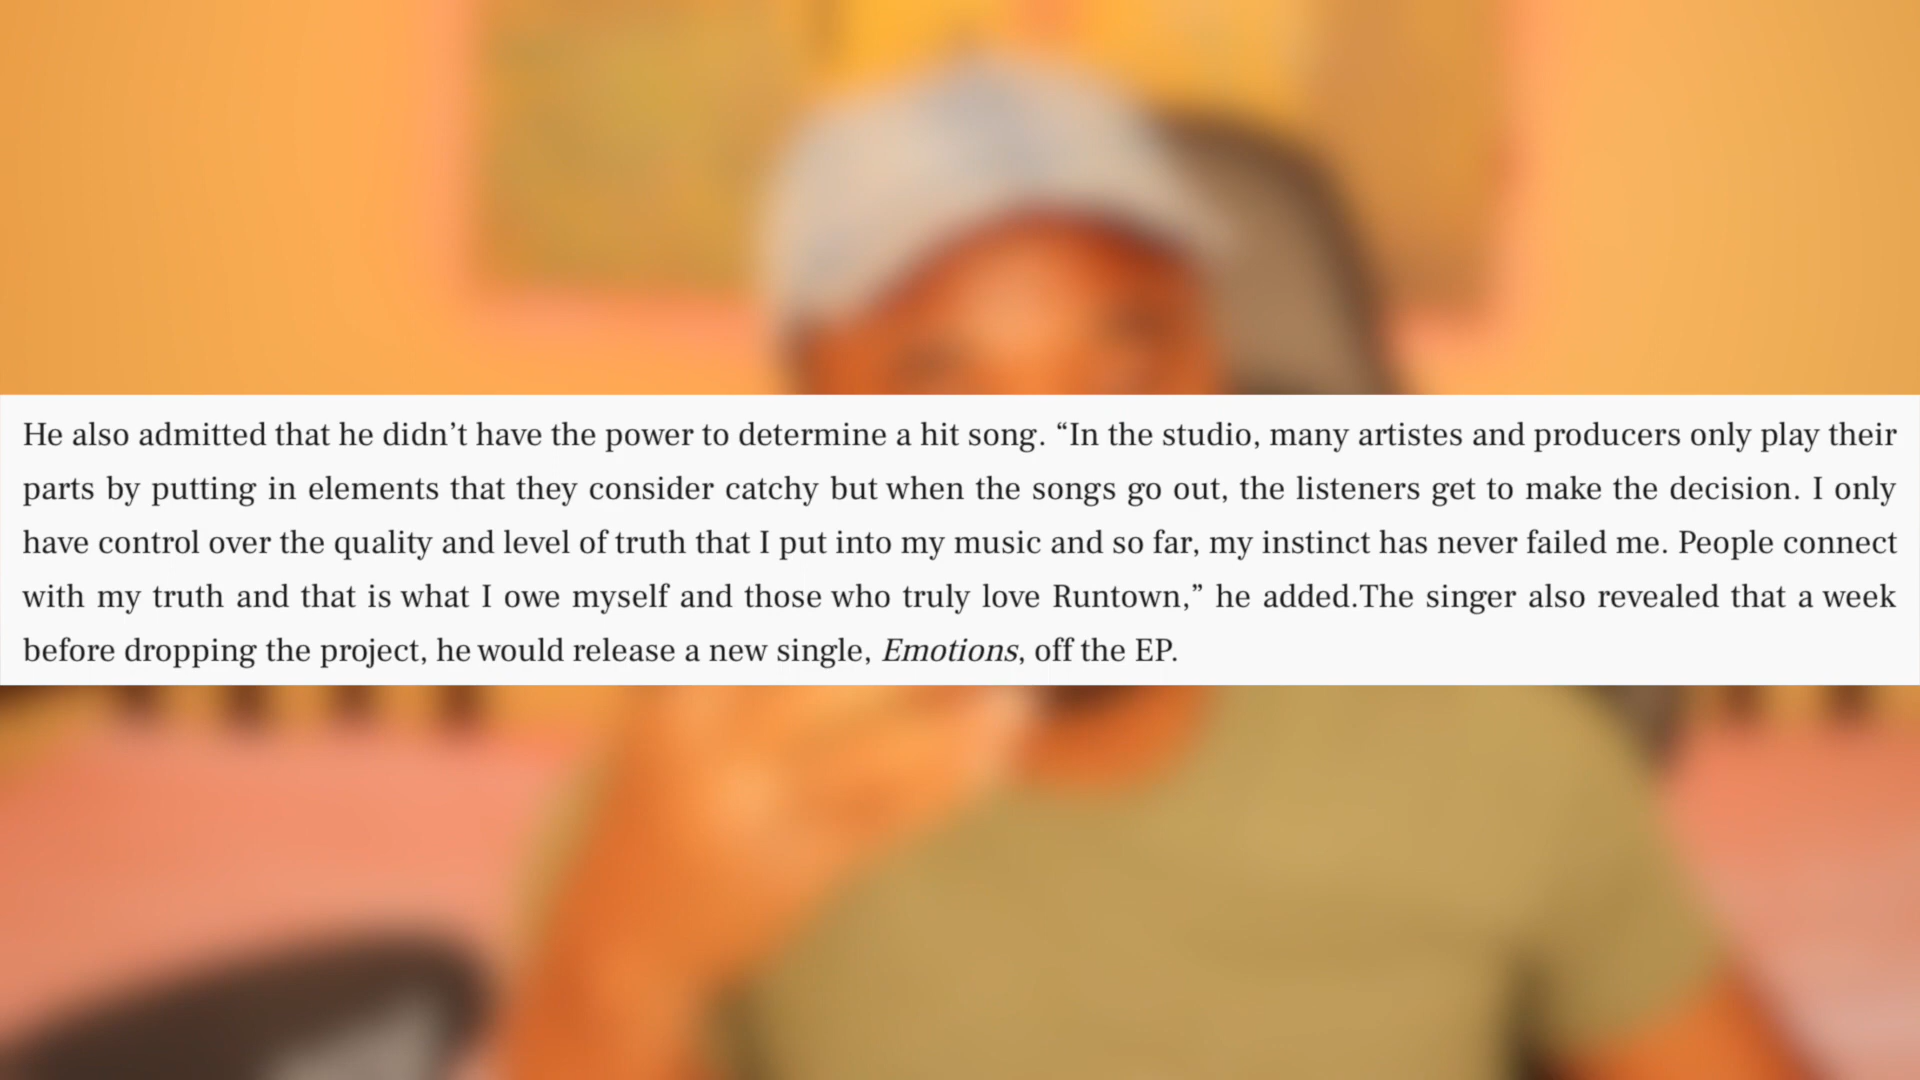 He also admitted that he didn’t have the power to determine a hit song. “In the studio, many artistes and producers only play their
parts by putting in elements that they consider catchy but when the songs go out, the listeners get to make the decision. I only
have control over the quality and level of truth that I put into my music and so far, my instinct has never failed me. People connect
with my truth and that is what I owe myself and those who truly love Runtown,” he added.The singer also revealed that a week
before dropping the project, he would release a new single, Emotions, off the EP.